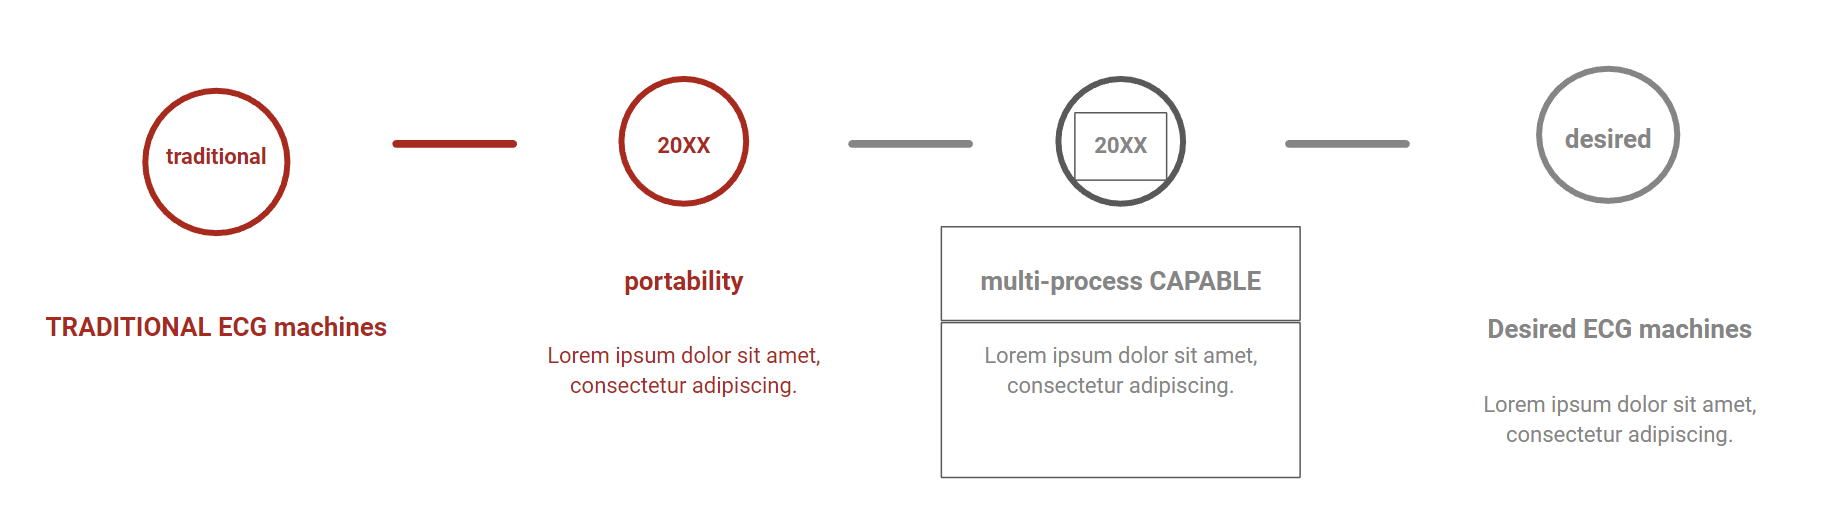 traditional
TRADITIONAL ECG machines
20XX
portability
Lorem ipsum dolor sit amet,
consectetur adipiscing.
20XX
multi-process CAPABLE
Lorem ipsum dolor sit amet,
consectetur adipiscing.
desired
Desired ECG machines
Lorem ipsum dolor sit amet,
consectetur adipiscing.